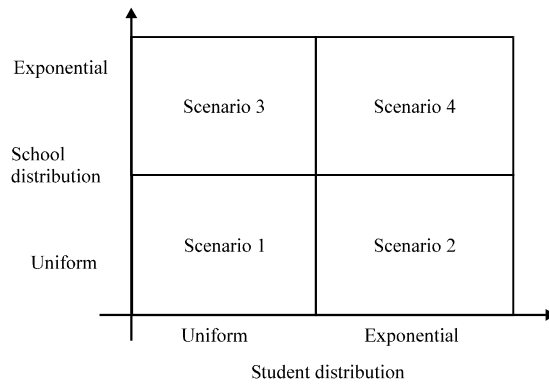 Exponential
Scenario 3
Scenario 4
School
distribution
Scenario 1
Scenario 2
Uniform
Uniform
Exponential
Student distribution